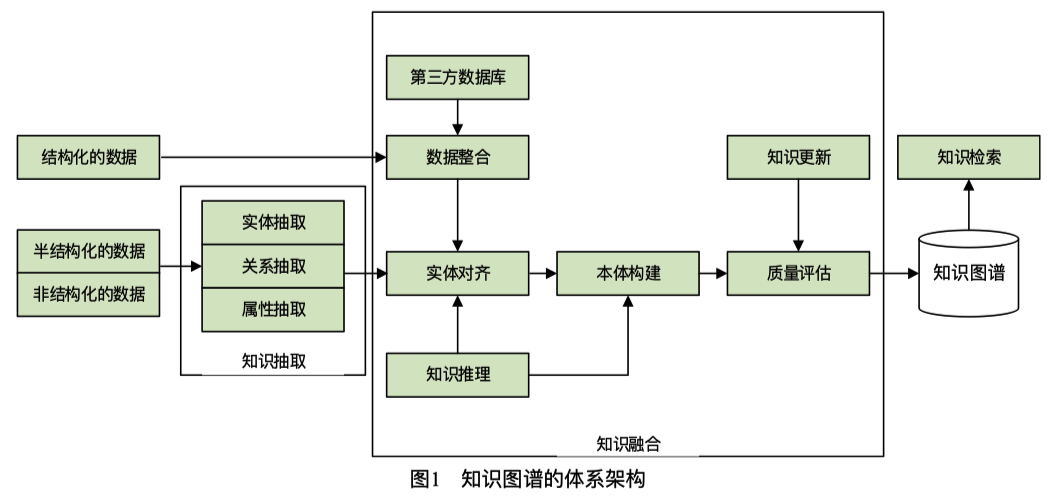 第三方数据库
结构化的数据
数据整合
知识更新
知识检索
实体抽取
半结构化的数据
关系抽取
实体对齐
本体构建
质量评估
知识图谱
非结构化的数据
属性抽取
知识抽取
知识推理
知识融合
图1 知识图谱的体系架构